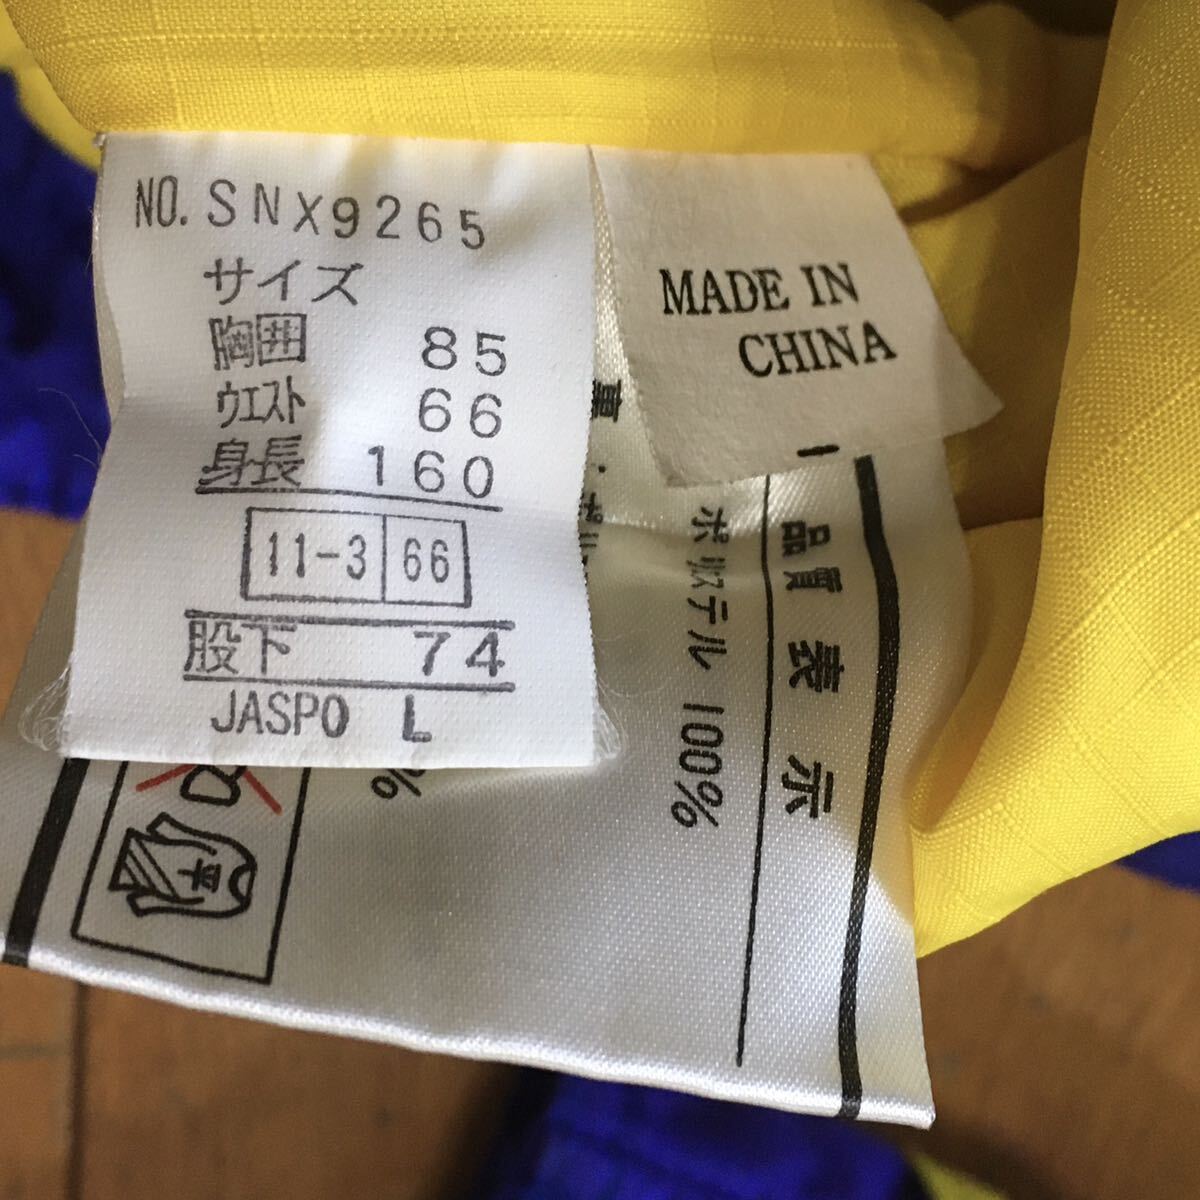 NO. SNX9265
サイズ
胸囲 85
ウエスト 66
身長 160
11-3 66
股下 74
JASPO L
MADE IN
CHINA
品質表示
ポリエステル 100%
%
平